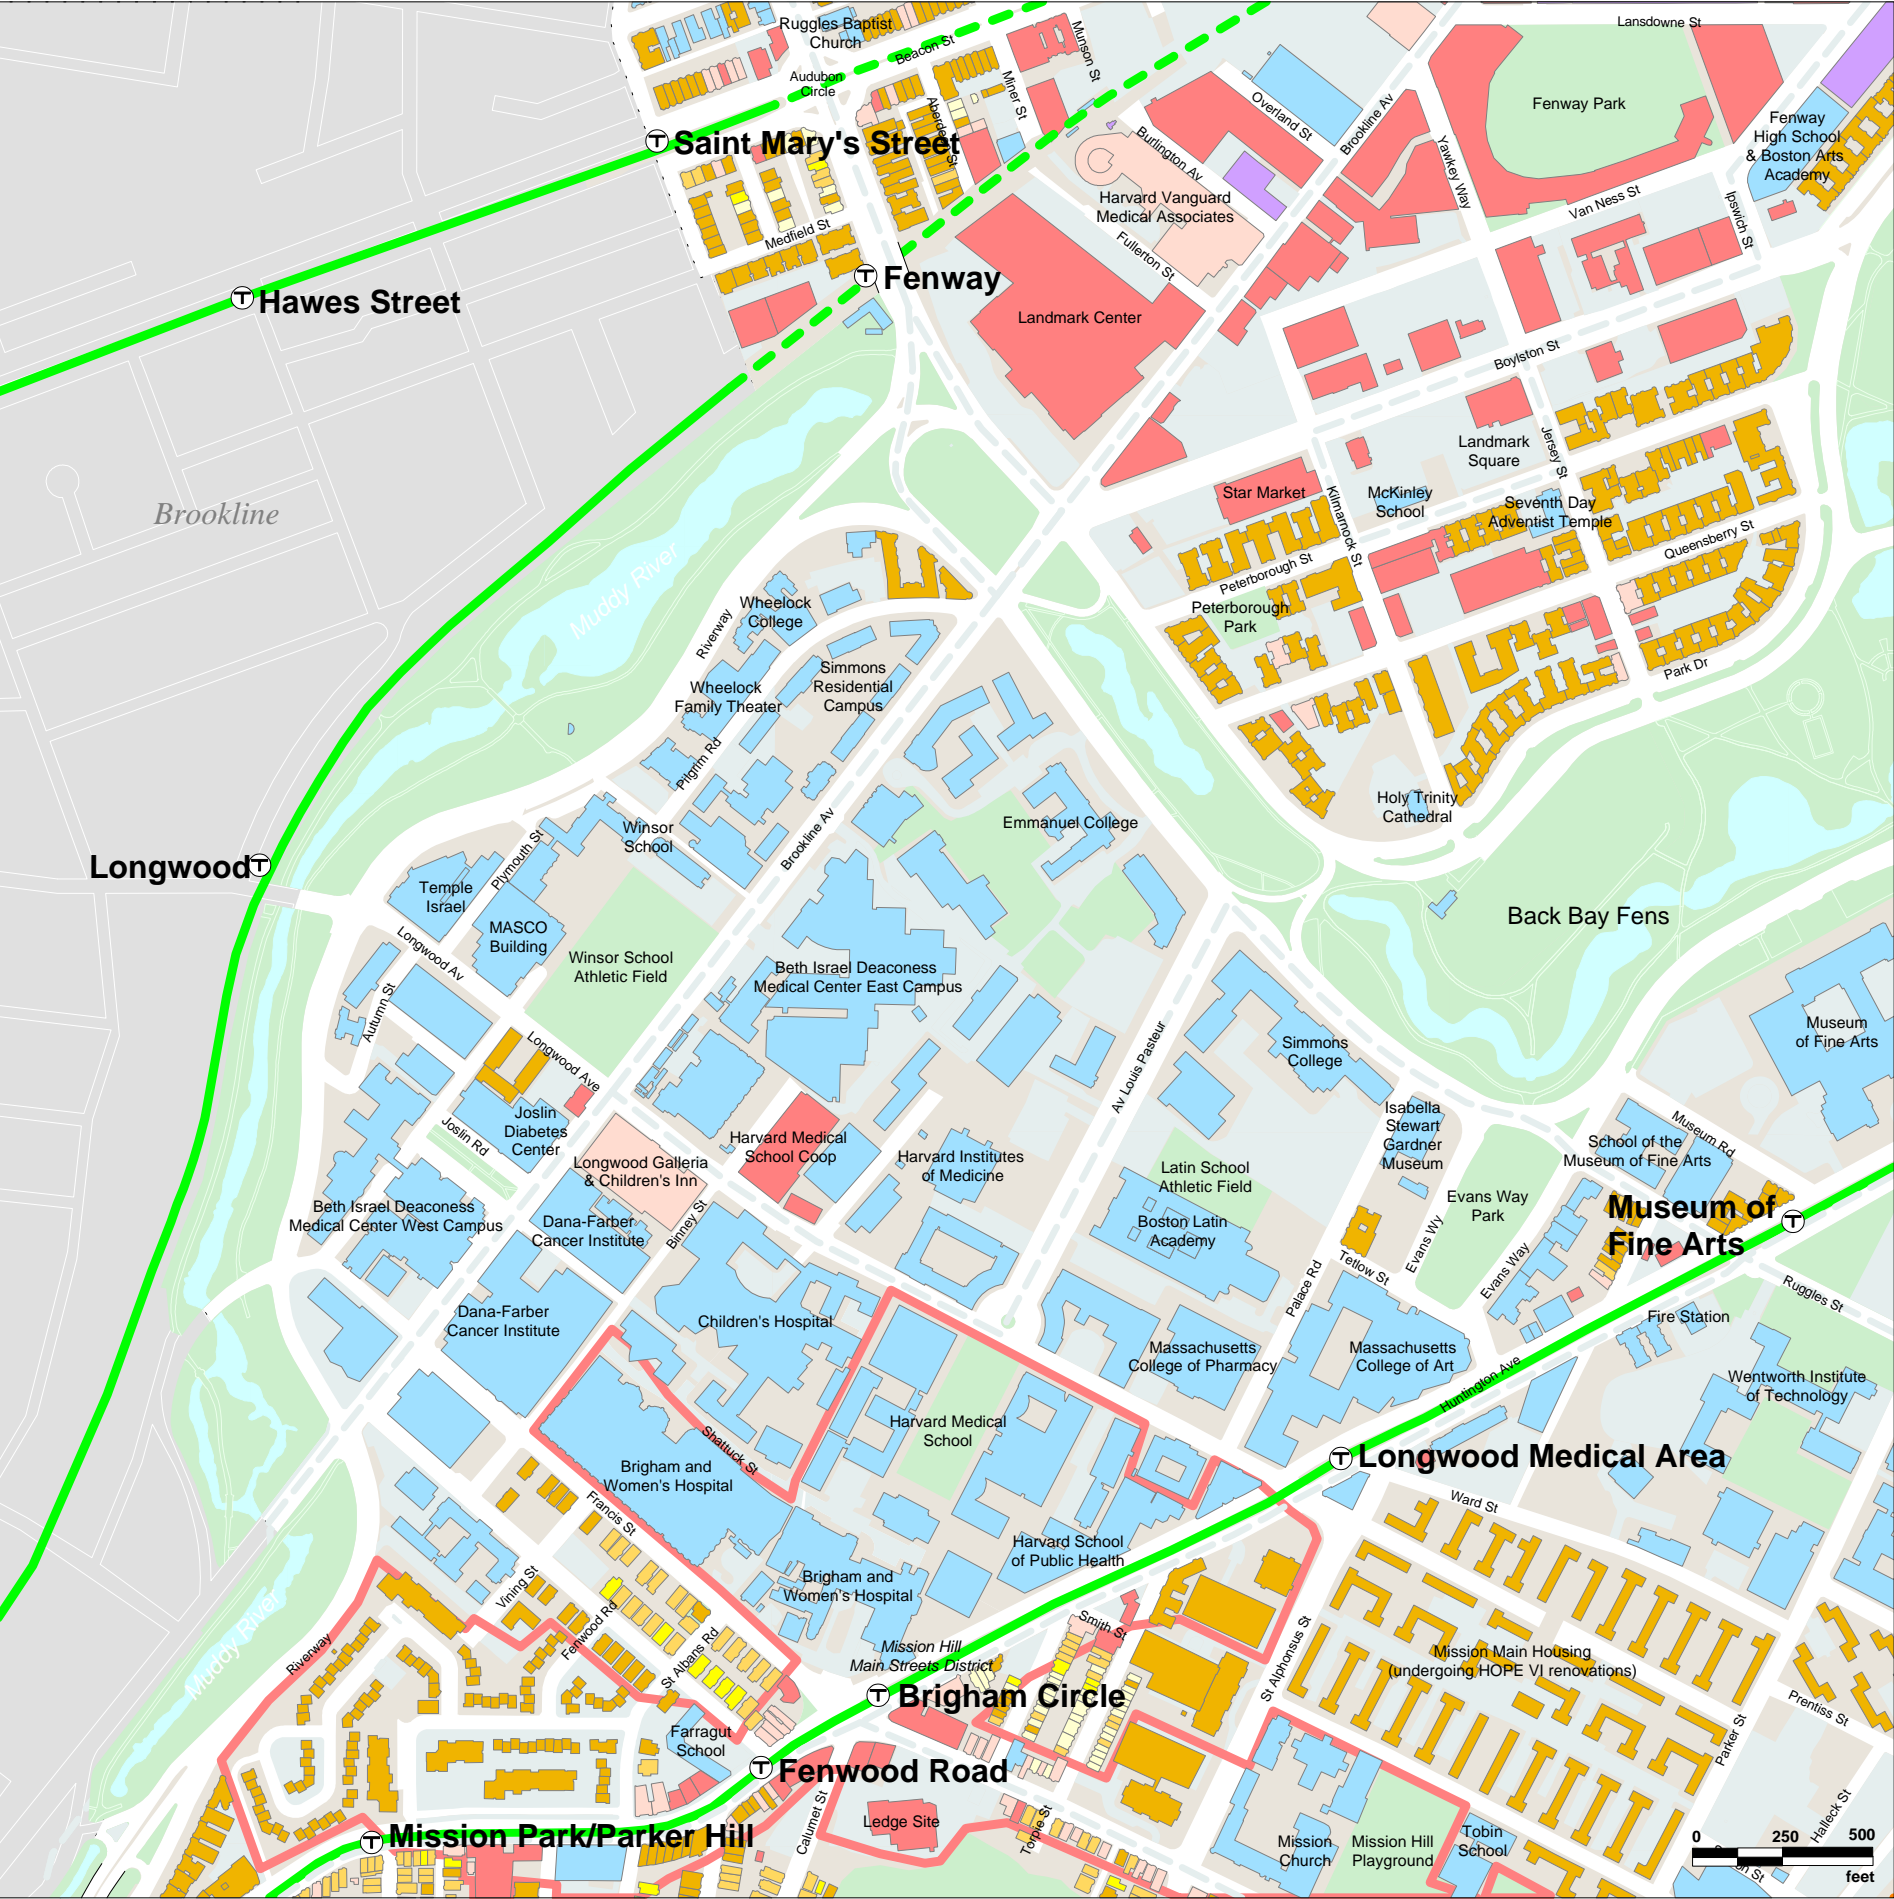 Ruggles Baptist
Church
Beacon St
Audubon
Circle
Munson St
Miner St
Aberdeen St
Lansdowne St
Fenway Park
Overland St
Brookline Av
Burlington Av
Yawkey Way
Fenway
High School
& Boston Arts
Academy
Saint Mary's Street
Harvard Vanguard
Medical Associates
Van Ness St
Ipswich St
Medfield St
Fullerton St
Fenway
Hawes Street
Landmark Center
Boylston St
Jersey St
Landmark
Square
Star Market
McKinley
School
Kilmarnock St
Seventh Day
Adventist Temple
Brookline
Queensberry St
Peterborough St
Muddy River
Wheelock
College
Riverway
Peterborough
Park
Simmons
Residential
Campus
Wheelock
Family Theater
Park Dr
Pilgrim Rd
Holy Trinity
Cathedral
Emmanuel College
Winsor
School
Brookline Av
Plymouth St
Longwood
Temple
Israel
MASCO
Building
Back Bay Fens
Longwood Av
Winsor School
Athletic Field
Beth Israel Deaconess
Medical Center East Campus
Autumn St
Museum
of Fine Arts
Simmons
College
Longwood Ave
Av Louis Pasteur
Joslin
Diabetes
Center
Joslin Rd
Isabella
Stewart
Gardner
Museum
Museum Rd
School of the
Museum of Fine Arts
Harvard Medical
School Coop
Longwood Galleria
& Children's Inn
Harvard Institutes
of Medicine
Latin School
Athletic Field
Evans Way
Park
Museum of
Fine Arts
Beth Israel Deaconess
Medical Center West Campus
Dana-Farber
Cancer Institute
Binney St
Boston Latin
Academy
Evans Wy
Evans Way
Tetlow St
Palace Rd
Ruggles St
Dana-Farber
Cancer Institute
Children's Hospital
Fire Station
Massachusetts
College of Pharmacy
Massachusetts
College of Art
Huntington Ave
Wentworth Institute
of Technology
Harvard Medical
School
Shattuck St
Longwood Medical Area
Brigham and
Women's Hospital
Francis St
Ward St
Harvard School
of Public Health
Brigham and
Women's Hospital
Vining St
Fenwood Rd
St Albans Rd
Muddy River
Riverway
Smith St
Mission Hill
Main Streets District
St Alphonsus St
Mission Main Housing
(undergoing HOPE VI renovations)
Brigham Circle
Prentiss St
Parker St
Farragut
School
Fenwood Road
Calumet St
Ledge Site
Torpie St
Mission Park/Parker Hill
Mission
Church
Mission Hill
Playground
Tobin
School
Halleck St
0 250 500
feet